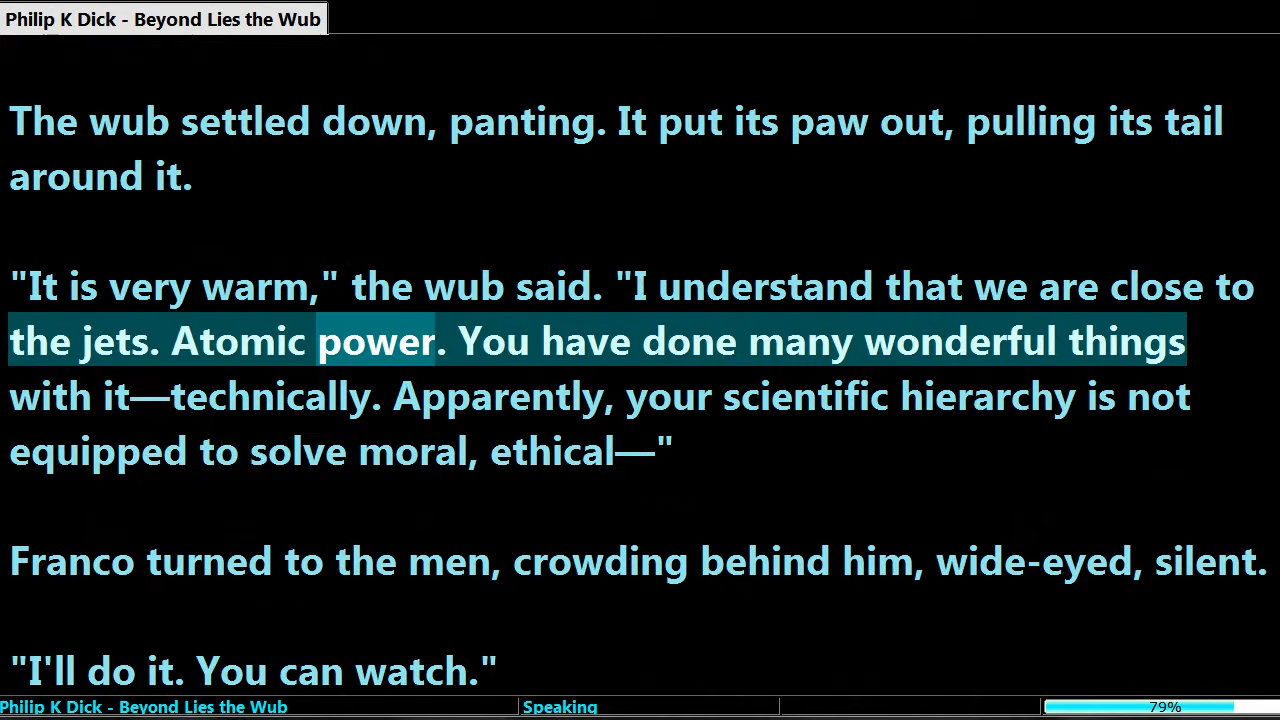 Philip K Dick - Beyond Lies the Wub
The wub settled down, panting. It put its paw out, pulling its tail
around it.
"It is very warm," the wub said. "I understand that we are close to
the jets. Atomic power. You have done many wonderful things
with it—technically. Apparently, your scientific hierarchy is not
equipped to solve moral, ethical—"
Franco turned to the men, crowding behind him, wide-eyed, silent.
"I'll do it. You can watch."
Philip K Dick - Beyond Lies the Wub
Speaking
79%